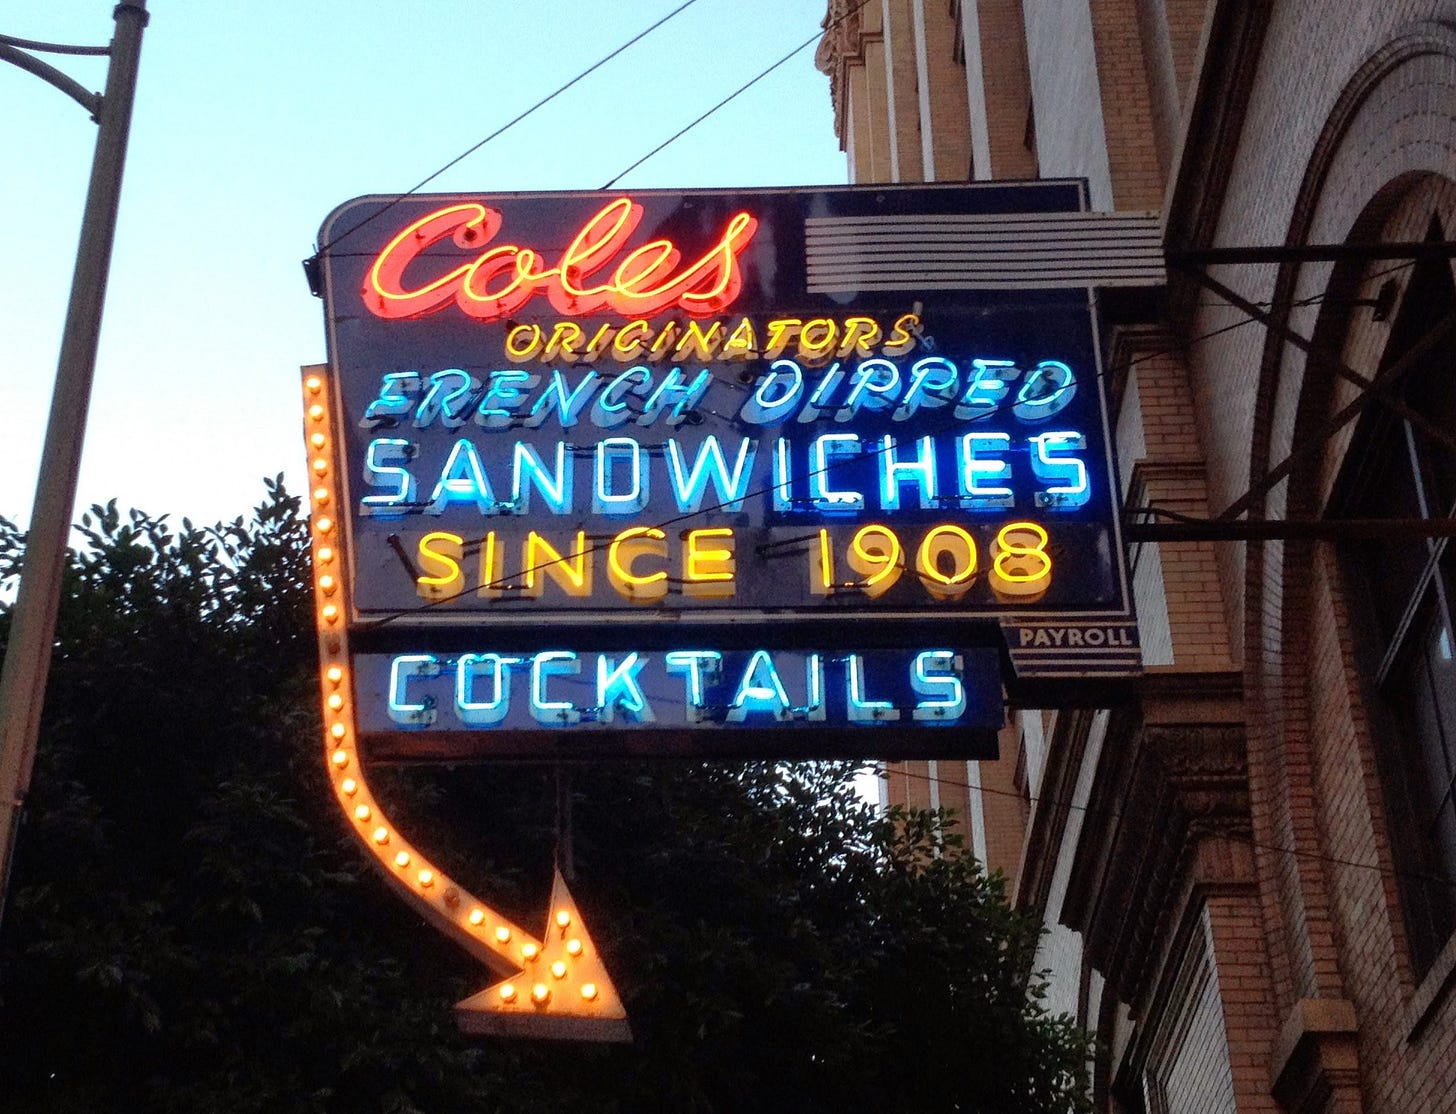 Coles
ORIGINATORS
FRENCH DIPPED
SANDWICHES
SINCE 1908
PAYROLL
COCKTAILS